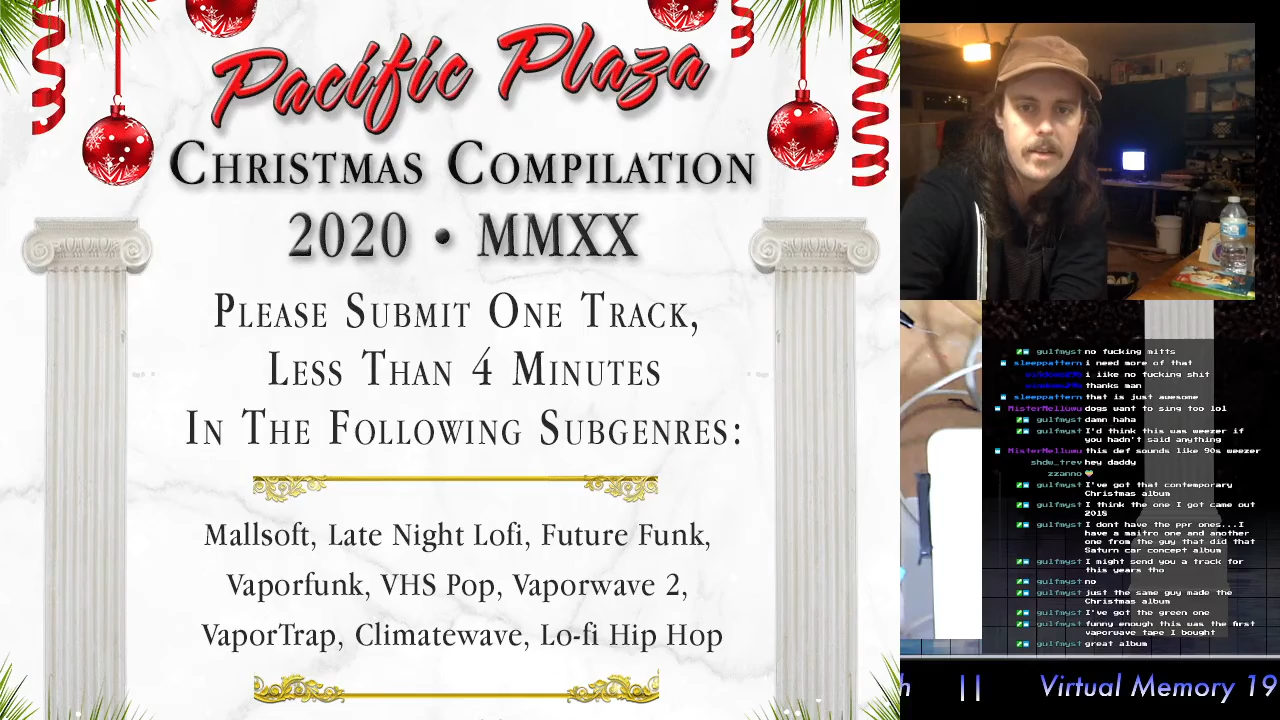 Pacific Plaza
Christmas Compilation
2020 • MMXX
Please Submit One Track,
Less Than 4 Minutes
In The Following Subgenres:
Mallsoft, Late Night Lofi, Future Funk,
Vaporfunk, VHS Pop, Vaporwave 2,
VaporTrap, Climatewave, Lo-fi Hip Hop
gulfmyst no fucking mitts
sleeppattern i need more of that
i iike no fucking shit
thanks man
sleeppattern that is just awesome
MisterMelluwu dogs want to sing too lol
gulfmyst damn haha
gulfmyst I'd think this was weezer if
you hadn't said anything
MisterMelluwu this def sounds like 90s weezer
shdw_trev hey daddy
zzanno
gulfmyst I've got that contemporary
Christmas album
gulfmyst I think the one I got came out
2018
gulfmyst I dont have the ppr ones...I
have a maitro one and another
one from the guy that did that
Saturn car concept album
gulfmyst I might send you a track for
this years tho
gulfmyst no
gulfmyst just the same guy made the
Christmas album
gulfmyst I've got the green one
gulfmyst funny enough this was the first
vaporwave tape I bought
gulfmyst great album
h || Virtual Memory 19